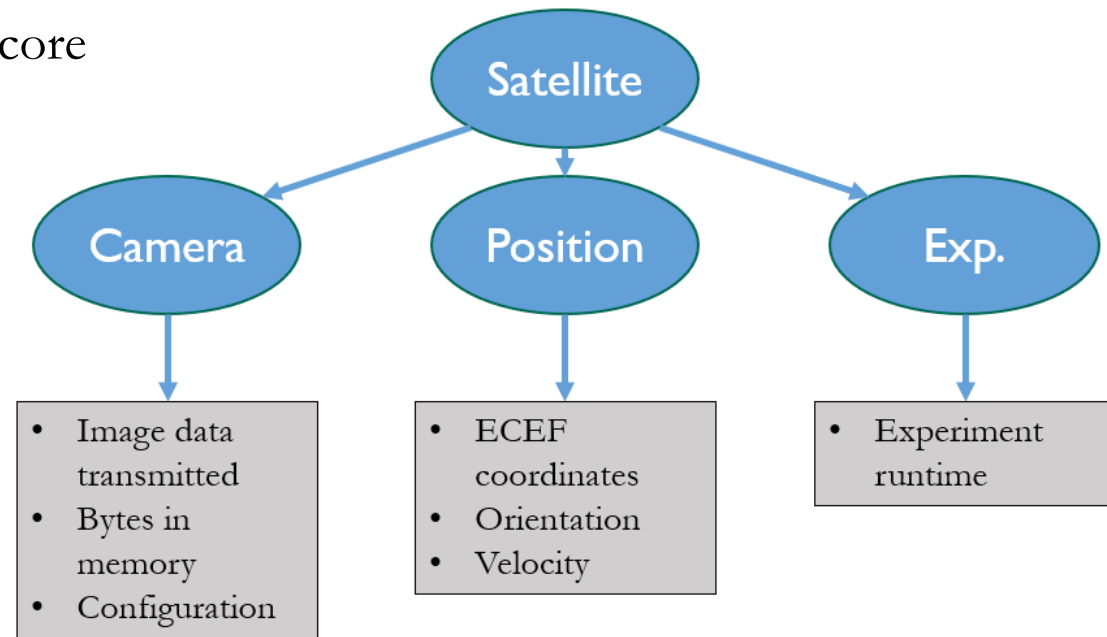 core
Satellite
Camera
Position
Exp.
• Image data
transmitted
• Bytes in
memory
• Configuration
• ECEF
coordinates
• Orientation
• Velocity
• Experiment
runtime